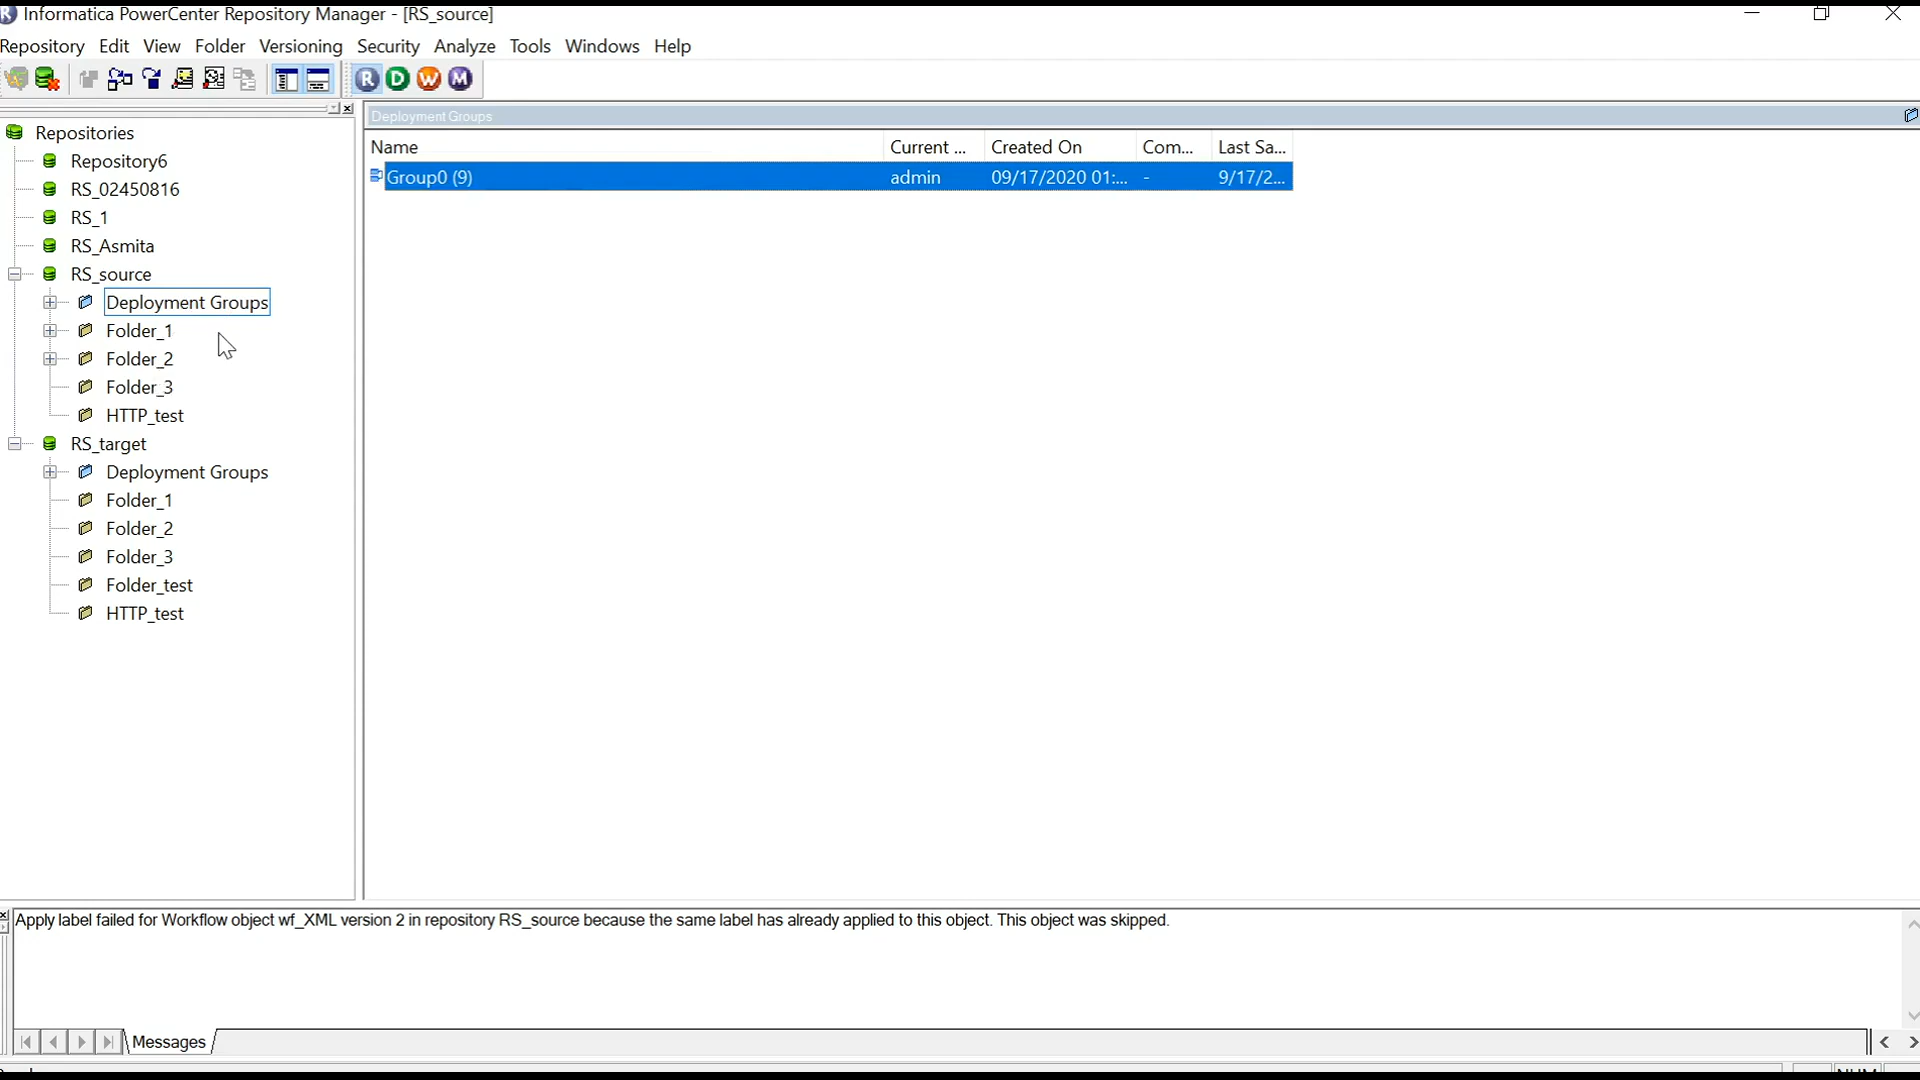 Informatica PowerCenter Repository Manager - [RS_source]
Repository Edit View Folder Versioning Security Analyze Tools Windows Help
R D W M
Repositories
Repository6
RS_02450816
RS_1
RS_Asmita
RS_source
Deployment Groups
Folder_1
Folder_2
Folder_3
HTTP_test
RS_target
Deployment Groups
Folder_1
Folder_2
Folder_3
Folder_test
HTTP_test
Deployment Groups
Name Current ... Created On Com... Last Sa...
Group0 (9) admin 09/17/2020 01:... - 9/17/2...
Apply label failed for Workflow object wf_XML version 2 in repository RS_source because the same label has already applied to this object. This object was skipped.
Messages